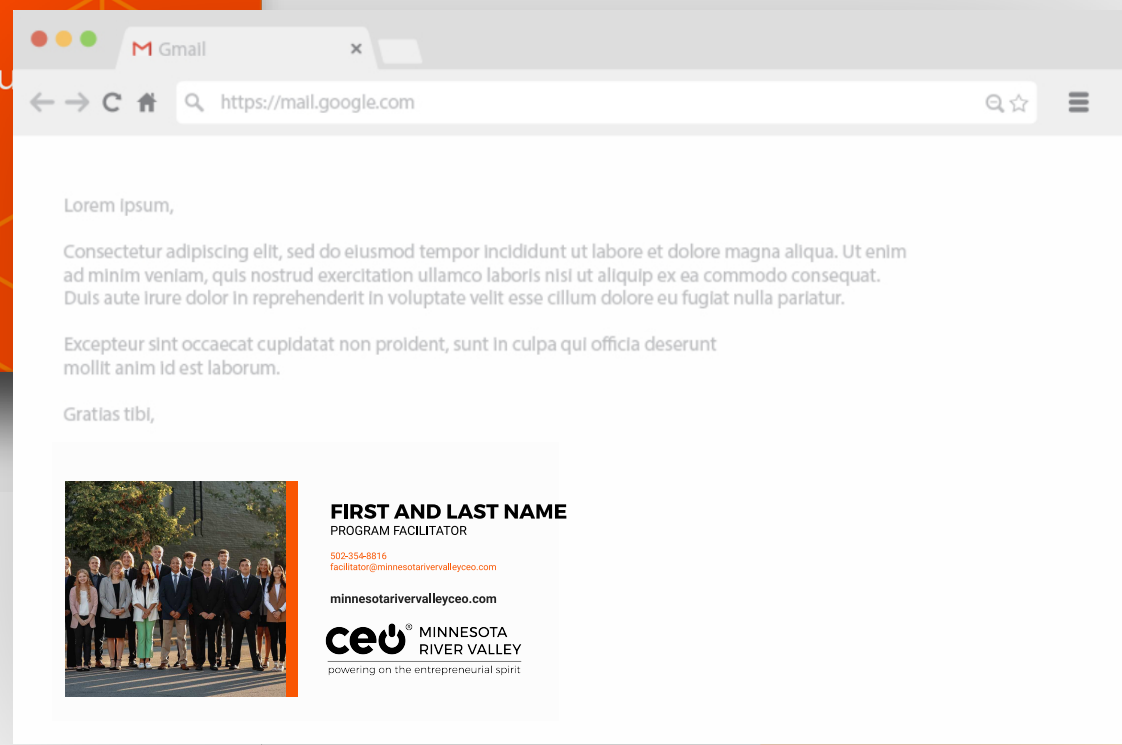 Gmail
https://mail.google.com
Lorem ipsum,
Consectetur adipiscing elit, sed do eiusmod tempor incididunt ut labore et dolore magna aliqua. Ut enim
ad minim veniam, quis nostrud exercitation ullamco laboris nisi ut aliquip ex ea commodo consequat.
Duis aute irure dolor in reprehenderit in voluptate velit esse cillum dolore eu fugiat nulla pariatur.
Excepteur sint occaecat cupidatat non proident, sunt in culpa qui officia deserunt
mollit anim id est laborum.
Gratias tibi,
FIRST AND LAST NAME
PROGRAM FACILITATOR
502-354-8816
facilitator@minnesotarivervalleyceo.com
minnesotarivervalleyceo.com
ceo® MINNESOTA
RIVER VALLEY
powering on the entrepreneurial spirit